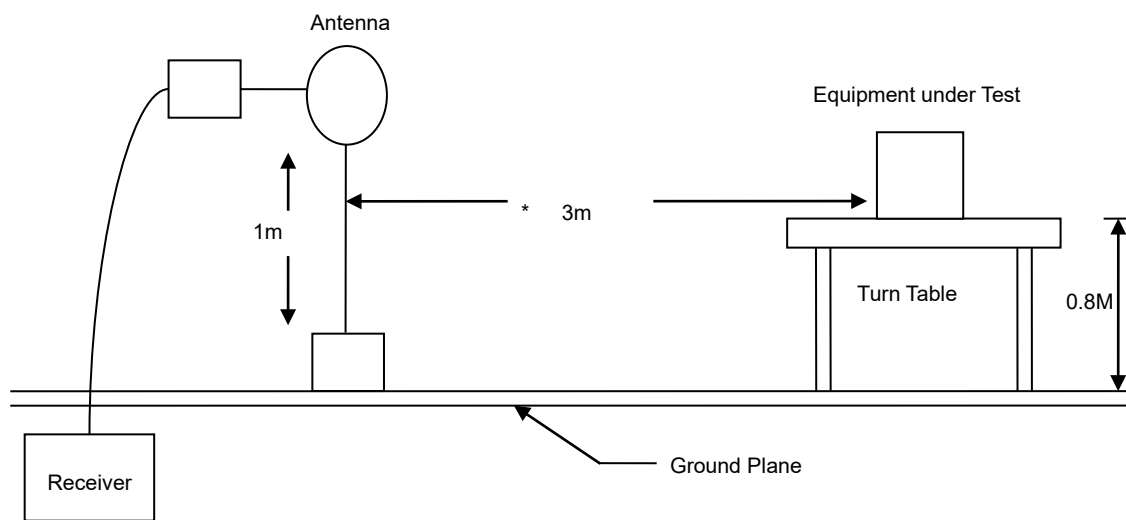 Antenna
Equipment under Test
* 3m
1m
Turn Table
0.8M
Ground Plane
Receiver